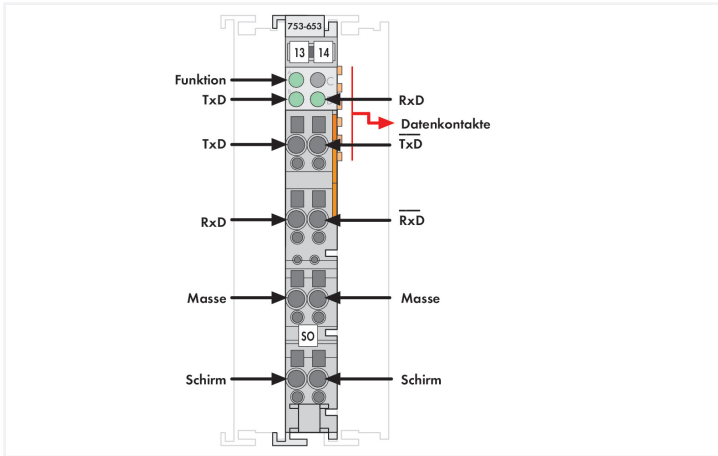 753-653
13 14
Funktion
C
TxD
RxD
Datenkontakte
TxD
TxD
RxD
RxD
Masse
Masse
SO
Schirm
Schirm